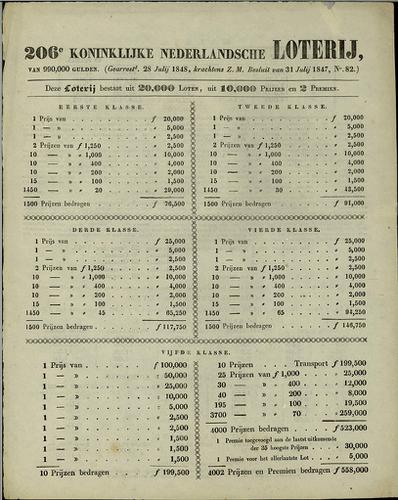 206e KONINKLIJKE NEDERLANDSCHE LOTERIJ,
VAN 990,000 GULDEN. (Gearrestd. 28 Julij 1848, krachtens Z. M. Besluit van 31 Julij 1847, No. 82.)
Deze Loterij bestaat uit 20,000 LOTEN, uit 10,000 PRIJZEN en 2 PREMIEN.
EERSTE KLASSE.
1 Prijs van . . . . . . ƒ 20,000
1 — » . . . . . . » 5,000
1 — » . . . . . . » 2,500
2 Prijzen van ƒ 1,250 . . . . » 2,500
10 — » » 1,000 . . . . » 10,000
10 — » » 400 . . . . » 4,000
10 — » » 200 . . . . » 2,000
15 — » » 100 . . . . » 1,500
1450 — » » 20 . . . . » 29,000
1500 Prijzen bedragen . . . . ƒ 76,500
TWEEDE KLASSE.
1 Prijs van . . . . . . ƒ 20,000
1 — » . . . . . . » 5,000
1 — » . . . . . . » 2,500
2 Prijzen van ƒ 1,250 . . . . » 2,500
10 — » » 1,000 . . . . » 10,000
10 — » » 400 . . . . » 4,000
10 — » » 200 . . . . » 2,000
15 — » » 100 . . . . » 1,500
1450 — » » 30 . . . . » 43,500
1500 Prijzen bedragen . . . . ƒ 91,000
DERDE KLASSE.
1 Prijs van . . . . . . ƒ 25,000
1 — » . . . . . . » 5,000
1 — » . . . . . . » 2,500
2 Prijzen van ƒ 1,250 . . . . » 2,500
10 — » » 1,000 . . . . » 10,000
10 — » » 400 . . . . » 4,000
10 — » » 200 . . . . » 2,000
15 — » » 100 . . . . » 1,500
1450 — » » 45 . . . . » 65,250
1500 Prijzen bedragen . . . . ƒ 117,750
VIERDE KLASSE.
1 Prijs van . . . . . . ƒ 25,000
1 — » . . . . . . » 5,000
1 — » . . . . . . » 2,500
2 Prijzen van ƒ 1,250 . . . . » 2,500
10 — » » 1,000 . . . . » 10,000
10 — » » 400 . . . . » 4,000
10 — » » 200 . . . . » 2,000
15 — » » 100 . . . . » 1,500
1450 — » » 65 . . . . » 94,250
1500 Prijzen bedragen . . . . ƒ 146,750
VIJFDE KLASSE.
1 Prijs van . . . . . . ƒ 100,000
1 — » . . . . . . » 50,000
1 — » . . . . . . » 25,000
1 — » . . . . . . » 10,000
1 — » . . . . . . » 5,000
1 — » . . . . . . » 2,500
1 — » . . . . . . » 2,500
1 — » . . . . . . » 1,500
1 — » . . . . . . » 1,500
1 — » . . . . . . » 1,500
10 Prijzen bedragen . . . . ƒ 199,500
10 Prijzen . . . . Transport ƒ 199,500
25 Prijzen van ƒ 1,000 . . . . » 25,000
30 — » » 400 . . . . » 12,000
40 — » » 200 . . . . » 8,000
195 — » » 100 . . . . » 19,500
3700 — » » 70 . . . . » 259,000
4000 Prijzen bedragen . . . . ƒ 523,000
1 Premie toegevoegd aan de laatst uitkomende
der 35 hoogste Prijzen . . . . » 30,000
1 Premie voor het allerlaatste Lot . . » 5,000
4002 Prijzen en Premien bedragen ƒ 558,000